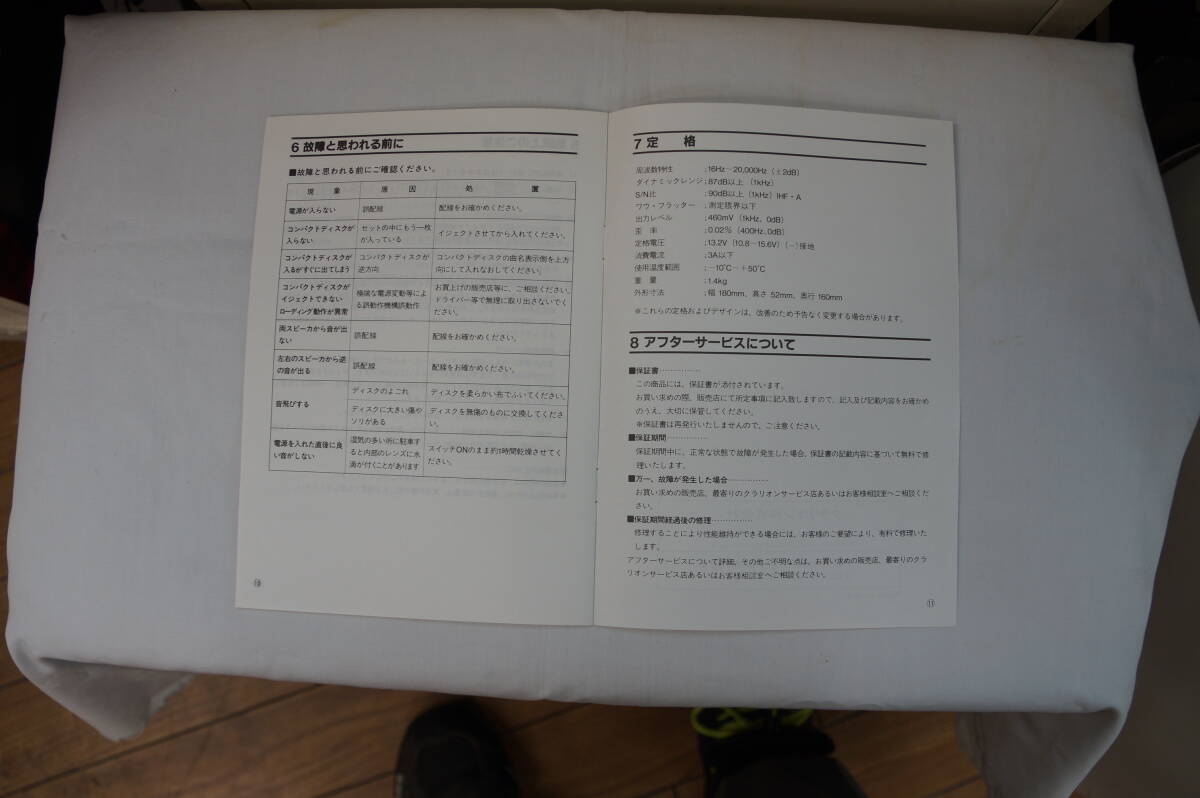 6 故障と思われる前に
■故障と思われる前にご確認ください。
現 象 原 因 処 置
電源が入らない 誤配線 配線をお確かめください。
コンパクトディスクが
入らない
セットの中にもう一枚
が入っている
イジェクトさせてから入れてください。
コンパクトディスクが
入るがすぐに出てしまう
コンパクトディスクが
逆方向
コンパクトディスクの曲名表示側を上方
向にして入れなおしてください。
コンパクトディスクが
イジェクトできない
ローディング動作が異常
極端な電源変動等によ
る誤動作機構誤動作
お買上げの販売店等に、ご相談ください。
ドライバー等で無理に取り出さないでく
ださい。
両スピーカから音が出
ない
誤配線
配線をお確かめください。
左右のスピーカから逆
の音が出る
誤配線
配線をお確かめください。
音飛びする
ディスクのよごれ ディスクを柔らかい布でふいてください。
ディスクに大きい傷や
ソリがある
ディスクを無傷のものに交換してくださ
い。
電源を入れた直後に良
い音がしない
湿気の多い所に駐車す
ると内部のレンズに水
滴が付くことがあります
スイッチONのまま約1時間乾燥させてく
ださい。
⑩
7 定 格
周波数特性 ;16Hz〜20,000Hz (±2dB)
ダイナミックレンジ ;87dB以上 (1kHz)
S/N比 ;90dB以上 (1kHz) IHF・A
ワウ・フラッター ;測定限界以下
出力レベル ;460mV (1kHz, 0dB)
歪 率 ;0.02% (400Hz, 0dB)
定格電圧 ;13.2V (10.8〜15.6V) (−)接地
消費電流 ;3A以下
使用温度範囲 ;−10°C〜+50°C
重 量 ;1.4kg
外形寸法 ;幅 180mm、高さ 52mm、奥行 160mm
※これらの定格およびデザインは、改善のため予告なく変更する場合があります。
8 アフターサービスについて
■保証書……………
この商品には、保証書が添付されています。
お買い求めの際、販売店にて所定事項に記入致しますので、記入及び記載内容をお確かめ
のうえ、大切に保管してください。
※保証書は再発行いたしませんので、ご注意ください。
■保証期間……………
保証期間中に、正常な状態で故障が発生した場合、保証書の記載内容に基づいて無料で修
理いたします。
■万一、故障が発生した場合……………
お買い求めの販売店、最寄りのクラリオンサービス店あるいはお客様相談室へご相談くだ
さい。
■保証期間経過後の修理……………
修理することにより性能維持ができる場合には、お客様のご要望により、有料で修理いた
します。
アフターサービスについて詳細、その他ご不明な点は、お買い求めの販売店、最寄りのクラ
リオンサービス店あるいはお客様相談室へご相談ください。
⑪